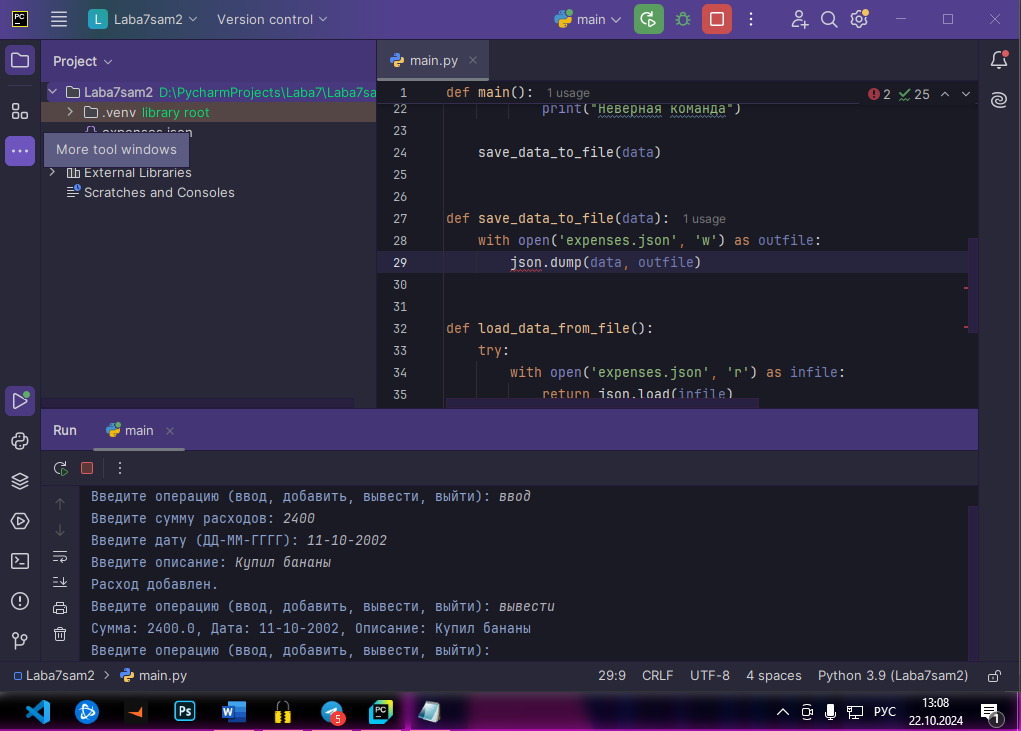 PC
L Laba7sam2 Version control main
Project
main.py
Laba7sam2 D:\PycharmProjects\Laba7\Laba7sa
.venv library root
expenses.json
More tool windows
External Libraries
Scratches and Consoles
1 def main(): 1 usage
2 25
22 print("Неверная команда")
23
24 save_data_to_file(data)
25
26
27 def save_data_to_file(data): 1 usage
28 with open('expenses.json', 'w') as outfile:
29 json.dump(data, outfile)
30
31
32 def load_data_from_file():
33 try:
34 with open('expenses.json', 'r') as infile:
35 return json.load(infile)
Run main
Введите операцию (ввод, добавить, вывести, выйти): ввод
Введите сумму расходов: 2400
Введите дату (ДД-ММ-ГГГГ): 11-10-2002
Введите описание: Купил бананы
Расход добавлен.
Введите операцию (ввод, добавить, вывести, выйти): вывести
Сумма: 2400.0, Дата: 11-10-2002, Описание: Купил бананы
Введите операцию (ввод, добавить, вывести, выйти):
Laba7sam2 main.py 29:9 CRLF UTF-8 4 spaces Python 3.9 (Laba7sam2)
Ps W 5 PC РУС 13:08
22.10.2024
1